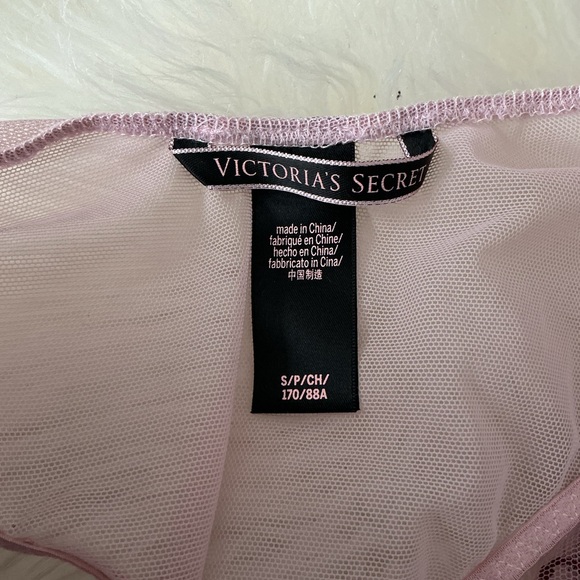 VICTORIA'S SECRET
made in China/
fabriqué en Chine/
hecho en China/
fabbricato in Cina/
中国制造
S/P/CH/
170/88A